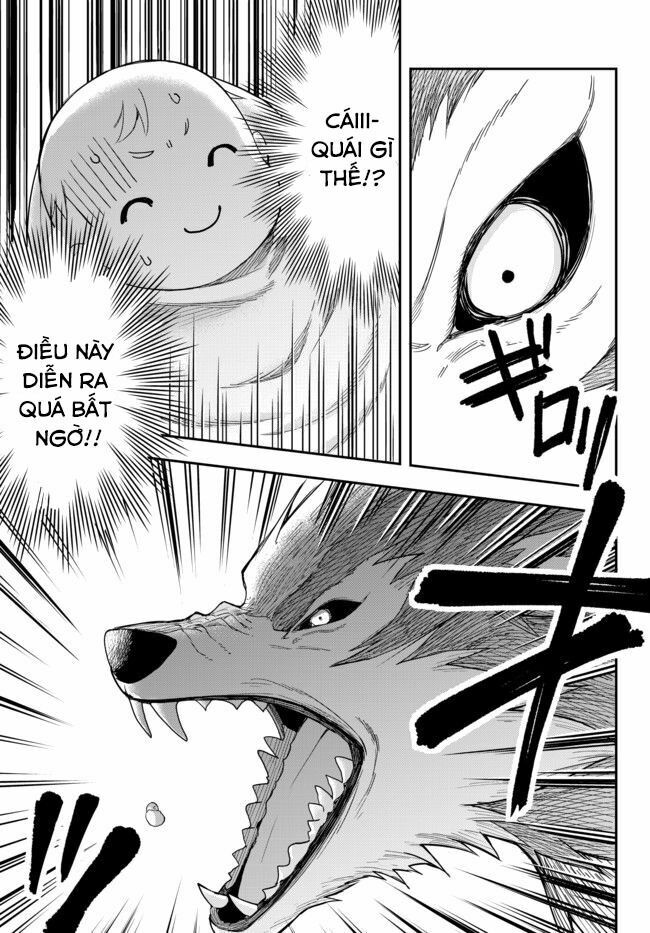 ギロッ
CÁIII-
QUÁI GÌ
THẾ!?
ĐIỀU NÀY
DIỄN RA
QUÁ BẤT
NGỜ!!